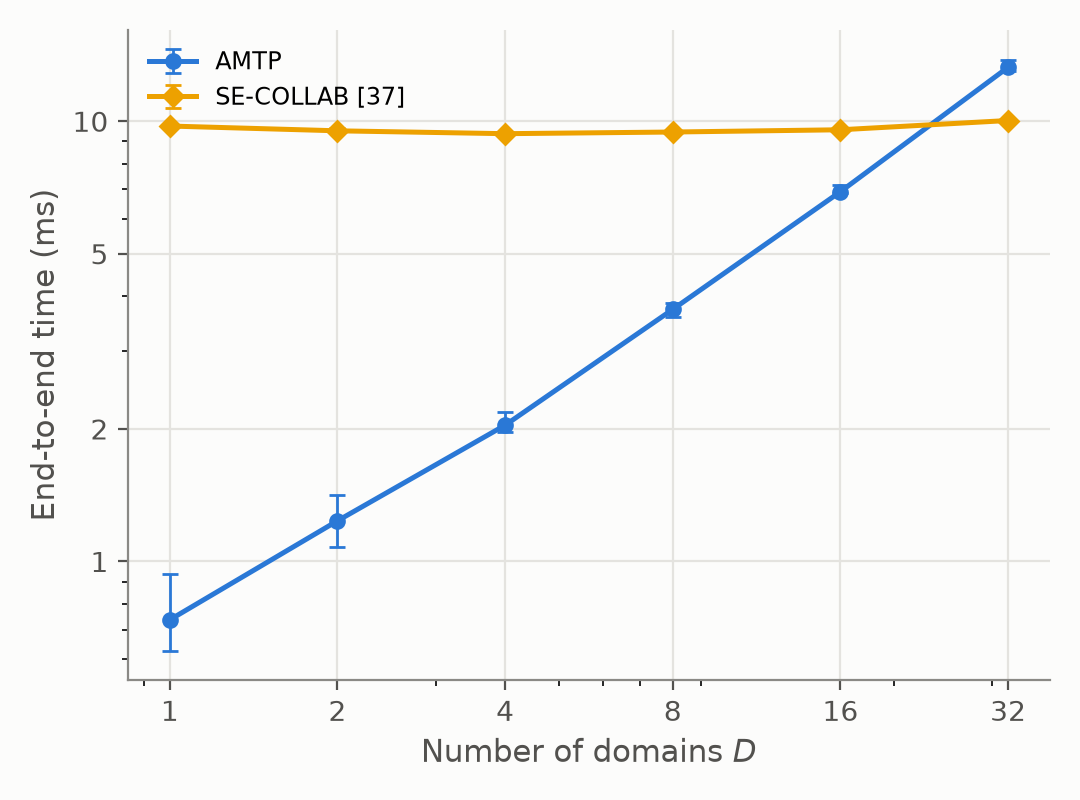 AMTP
SE-COLLAB [37]
End-to-end time (ms)
10
5
2
1
1 2 4 8 16 32
Number of domains D